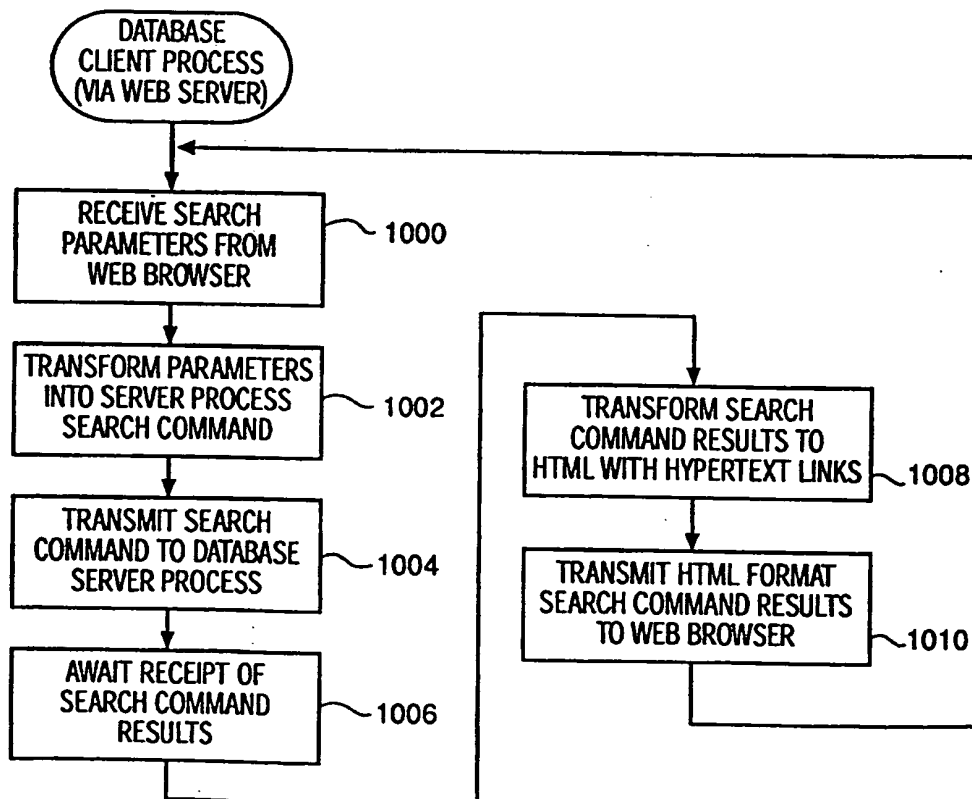 DATABASE
CLIENT PROCESS
(VIA WEB SERVER)
RECEIVE SEARCH
PARAMETERS FROM
WEB BROWSER
1000
TRANSFORM PARAMETERS
INTO SERVER PROCESS
SEARCH COMMAND
1002
TRANSMIT SEARCH
COMMAND TO DATABASE
SERVER PROCESS
1004
AWAIT RECEIPT OF
SEARCH COMMAND
RESULTS
1006
TRANSFORM SEARCH
COMMAND RESULTS TO
HTML WITH HYPERTEXT LINKS
1008
TRANSMIT HTML FORMAT
SEARCH COMMAND RESULTS
TO WEB BROWSER
1010